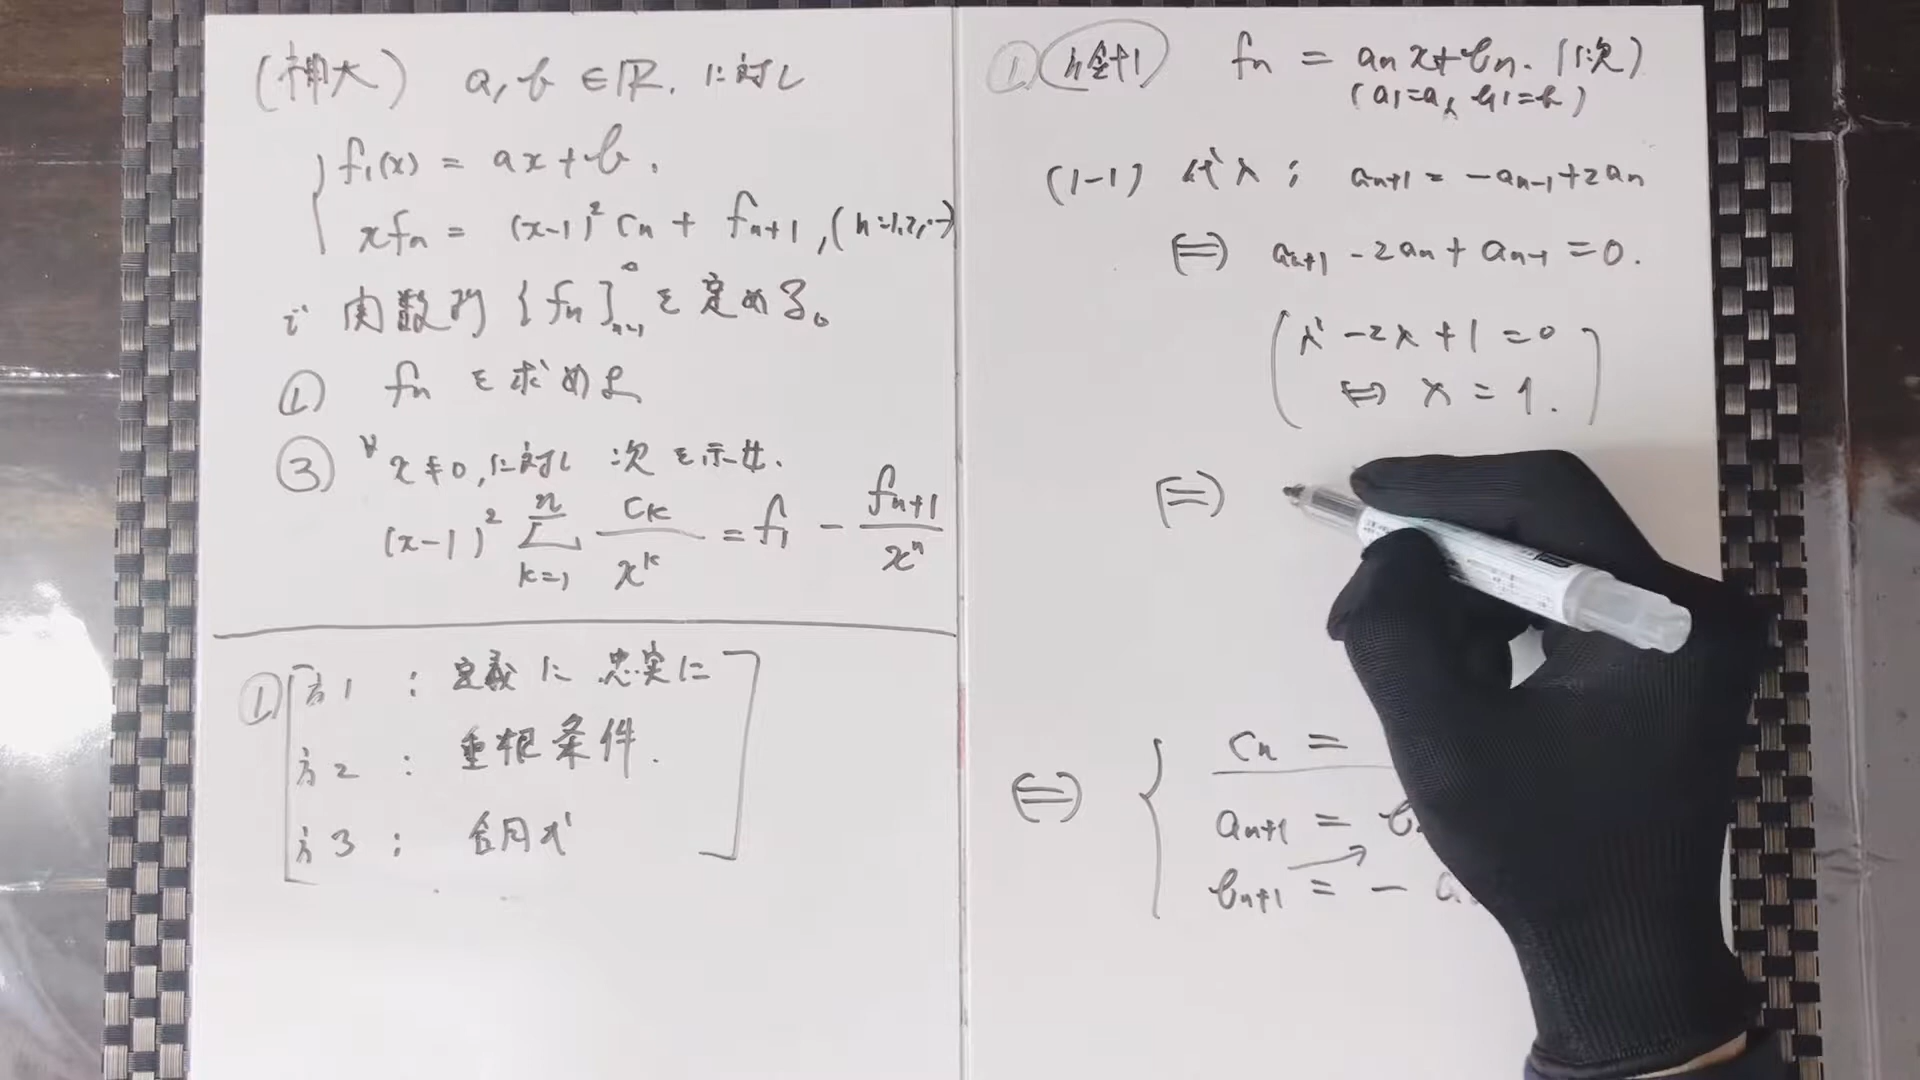 (神大) a, b ∈ ℝ. に対し
f₁(x) = ax + b.
xfₙ = (x-1)² cₙ + fₙ₊₁, (n=1,2,…)
で 関数列 {fₙ}ₙ₌₁^∞ を定める。
① fₙ を求めよ
③ ∀x≠0, に対し 次を示せ.
(x-1)² Σ_{k=1}^{n} cₖ/xᵏ = f₁ - fₙ₊₁/xⁿ
① 方1 : 定義に 忠実に
方2 : 重根条件.
方3 : 合同式
① 方針1 fₙ = aₙx + bₙ. (1次)
(a₁=a, b₁=b)
(1-1) 代入; aₙ₊₁ = -aₙ₋₁ + 2aₙ
⟺ aₙ₊₁ - 2aₙ + aₙ₋₁ = 0.
λ² - 2λ + 1 = 0
⟺ λ = 1.
⟺
⟺ cₙ =
aₙ₊₁ = b
bₙ₊₁ = - a